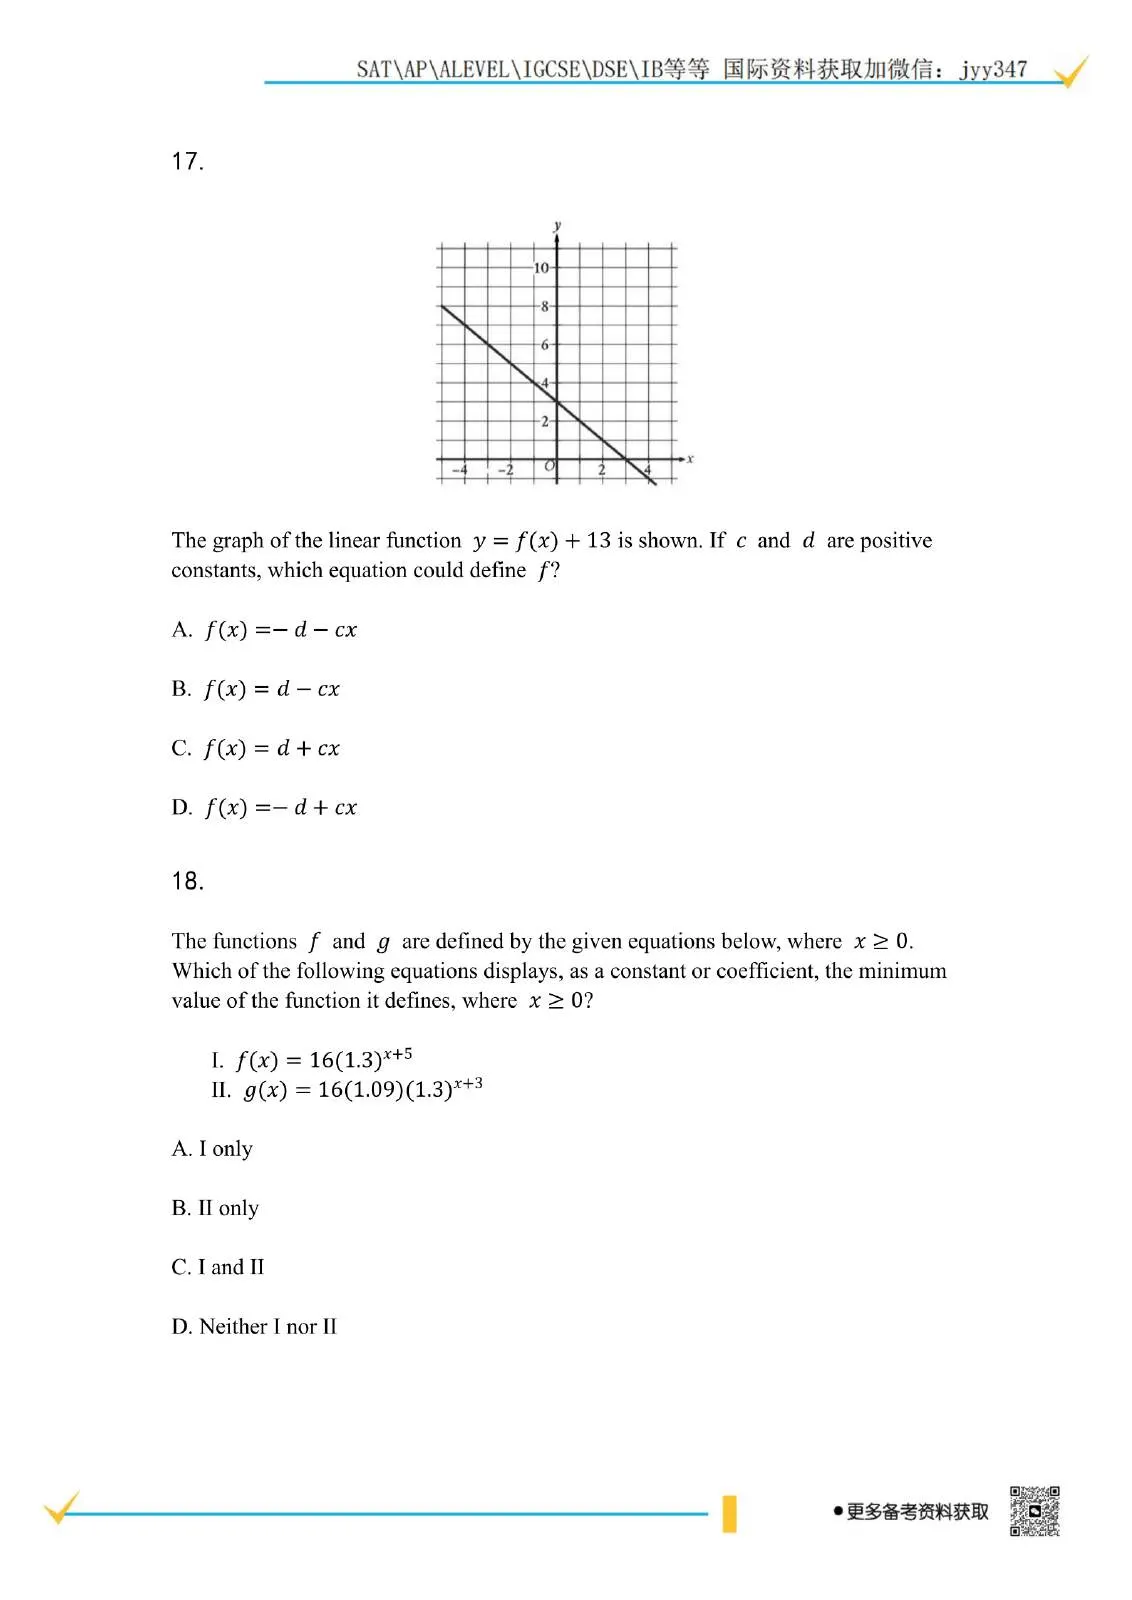 SAT\AP\ALEVEL\IGCSE\DSE\IB等等 国际资料获取加微信：jyy347
17.
y
10
8
6
4
2
-4 -2 O 2 4 x
The graph of the linear function y = f(x) + 13 is shown. If c and d are positive
constants, which equation could define f?
A. f(x) =− d − cx
B. f(x) = d − cx
C. f(x) = d + cx
D. f(x) =− d + cx
18.
The functions f and g are defined by the given equations below, where x ≥ 0.
Which of the following equations displays, as a constant or coefficient, the minimum
value of the function it defines, where x ≥ 0?
I. f(x) = 16(1.3)^{x+5}
II. g(x) = 16(1.09)(1.3)^{x+3}
A. I only
B. II only
C. I and II
D. Neither I nor II
●更多备考资料获取